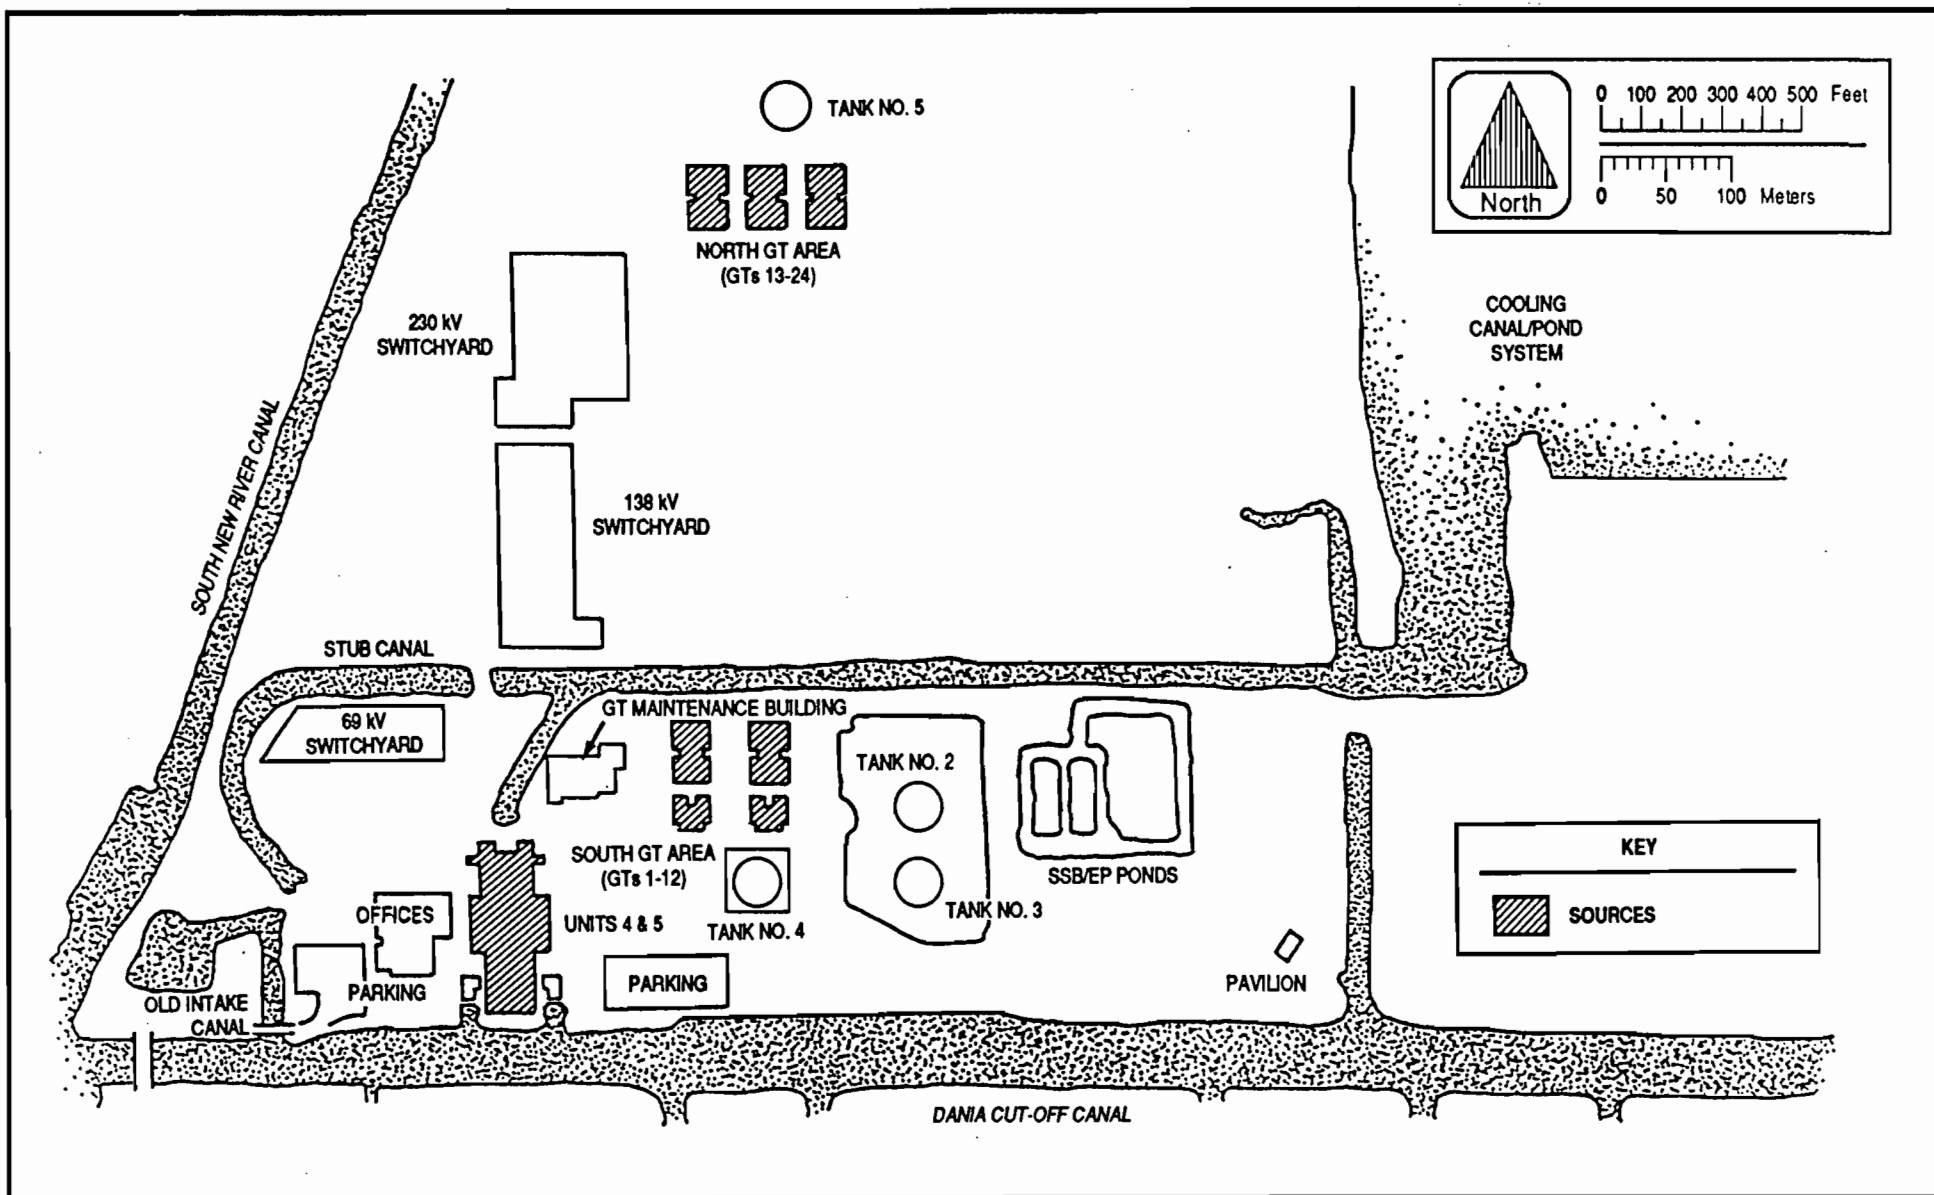 TANK NO. 5
0 100 200 300 400 500 Feet
0 50 100 Meters
North
NORTH GT AREA
(GTs 13-24)
230 kV
SWITCHYARD
COOLING
CANAL/POND
SYSTEM
SOUTH NEW RIVER CANAL
138 kV
SWITCHYARD
STUB CANAL
69 kV
SWITCHYARD
GT MAINTENANCE BUILDING
TANK NO. 2
SOUTH GT AREA
(GTs 1-12)
SSB/EP PONDS
KEY
SOURCES
OFFICES
UNITS 4 & 5
TANK NO. 4
TANK NO. 3
OLD INTAKE
CANAL
PARKING
PARKING
PAVILION
DANIA CUT-OFF CANAL